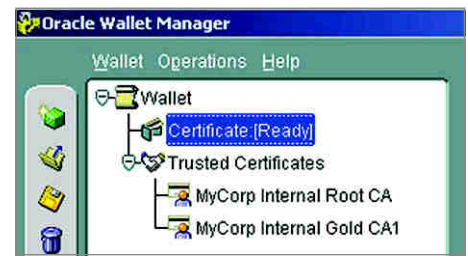 Oracle Wallet Manager
Wallet Operations Help
Wallet
Certificate:[Ready]
Trusted Certificates
MyCorp Internal Root CA
MyCorp Internal Gold CA1